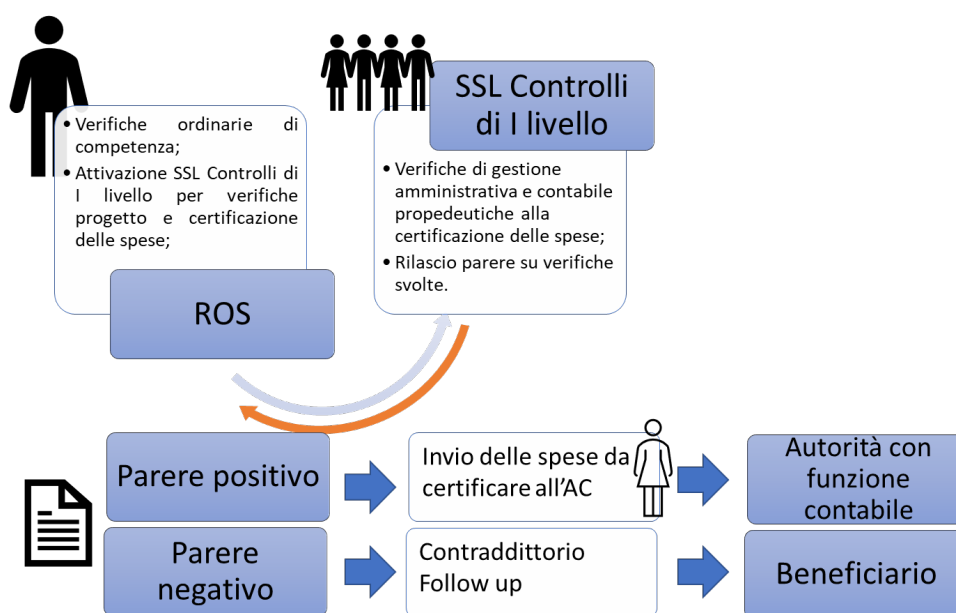 • Verifiche ordinarie di
competenza;
• Attivazione SSL Controlli di
I livello per verifiche
progetto e certificazione
delle spese;
ROS
SSL Controlli
di I livello
• Verifiche di gestione
amministrativa e contabile
propedeutiche alla
certificazione delle spese;
• Rilascio parere su verifiche
svolte.
Parere positivo
Invio delle spese da
certificare all'AC
Autorità con
funzione
contabile
Parere
negativo
Contraddittorio
Follow up
Beneficiario